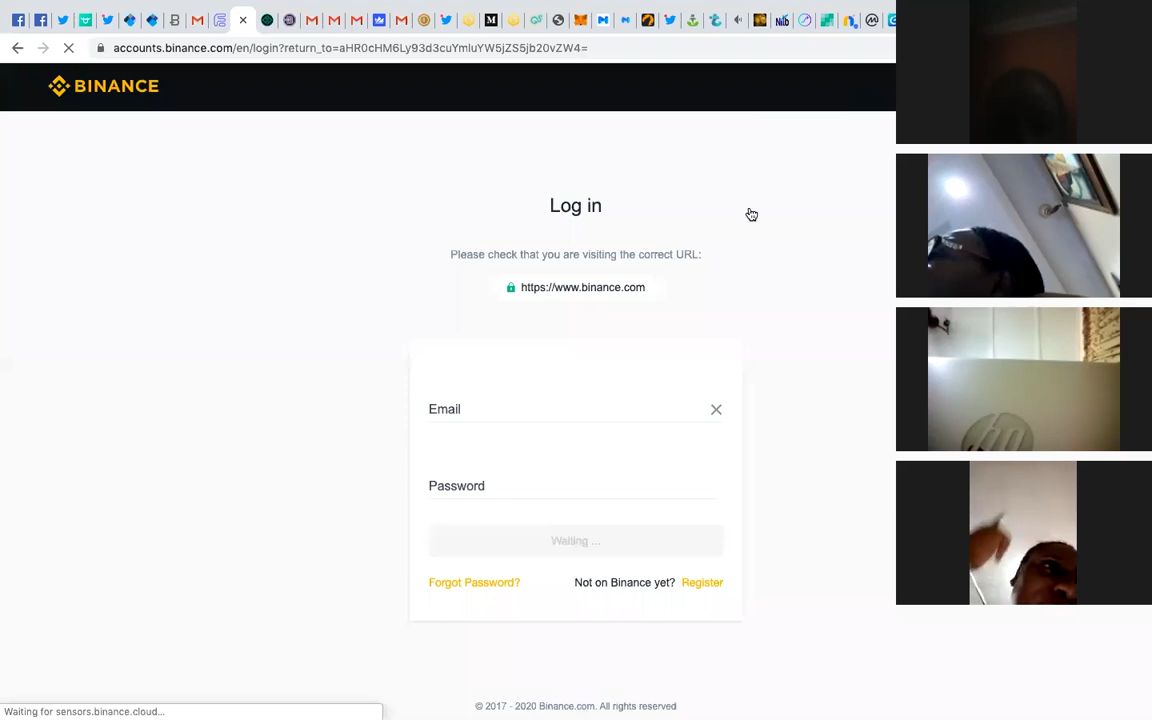 accounts.binance.com/en/login?return_to=aHR0cHM6Ly93d3cuYmluYW5jZS5jb20vZW4=
BINANCE
Log in
Please check that you are visiting the correct URL:
https://www.binance.com
Email
Password
Waiting ...
Forgot Password?
Not on Binance yet? Register
© 2017 - 2020 Binance.com. All rights reserved
Waiting for sensors.binance.cloud...
hp